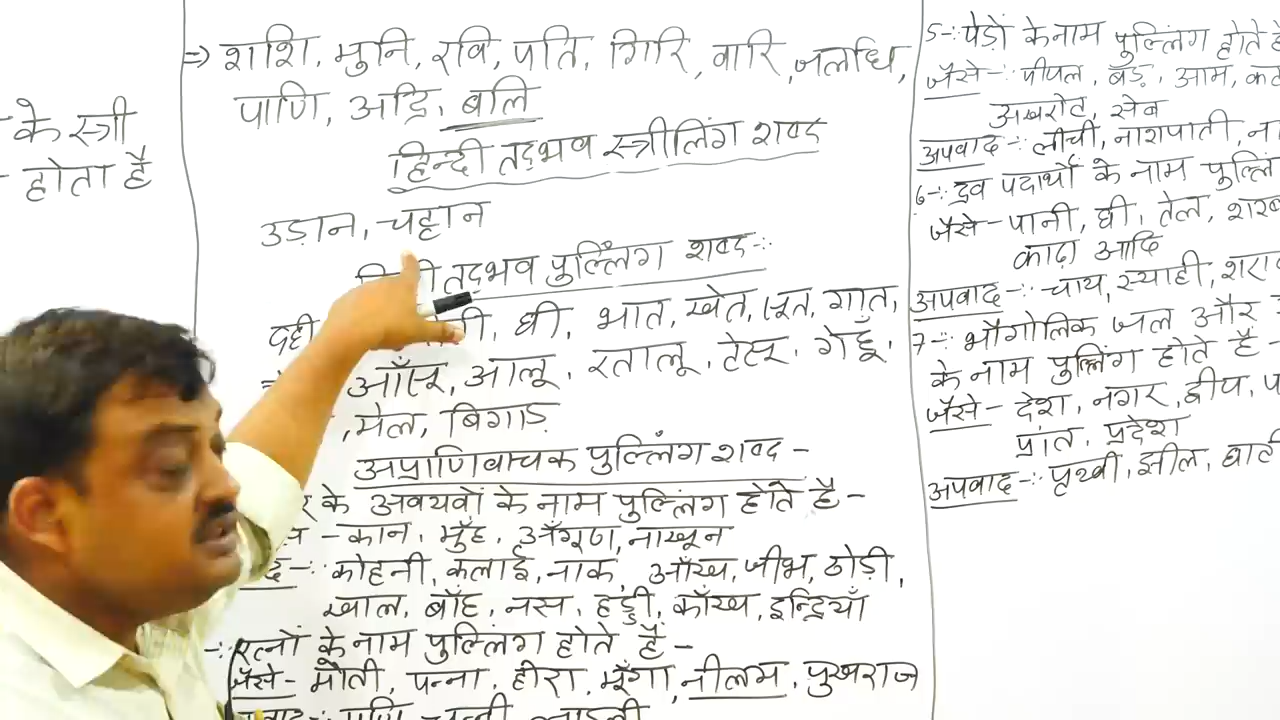 के स्त्री
होता है
⇒ शशि, मुनि, रवि, पति, गिरि, वारि, जलधि,
पाणि, अद्रि, बलि
हिन्दी तद्भव स्त्रीलिंग शब्द
उड़ान, चट्टान
तदभव पुल्लिंग शब्द-:
दही घी, भात, खेत, सूत, गात,
आँसू, आलू, रतालू, टेसू, गेहूँ,
,मेल, बिगाड़
अप्राणिवाचक पुल्लिंग शब्द -
के अवयवों के नाम पुल्लिंग होते है -
- कान, मुँह, नाखून
कोहनी, कलाई, नाक, आँख, जीभ, ठोड़ी,
खाल, बाँह, नस, हड्डी, काँख, इन्द्रियाँ
रत्नों के नाम पुल्लिंग होते हैं -
जैसे- मोती, पन्ना, हीरा, मूँगा, नीलम, पुखराज
5-: पेड़ों के नाम पुल्लिंग होते
जैसे-: पीपल, बड़, आम,
अखरोट, सेब
अपवाद-: लीची, नाशपाती,
6-: द्रव पदार्थों के नाम
जैसे- पानी, घी, तेल,
काढ़ा आदि
अपवाद-: चाय, स्याही,
7-: भौगोलिक जल और
के नाम पुल्लिंग होते है -
जैसे- देश, नगर, द्वीप,
प्रांत, प्रदेश
अपवाद-: पृथ्वी, झील,